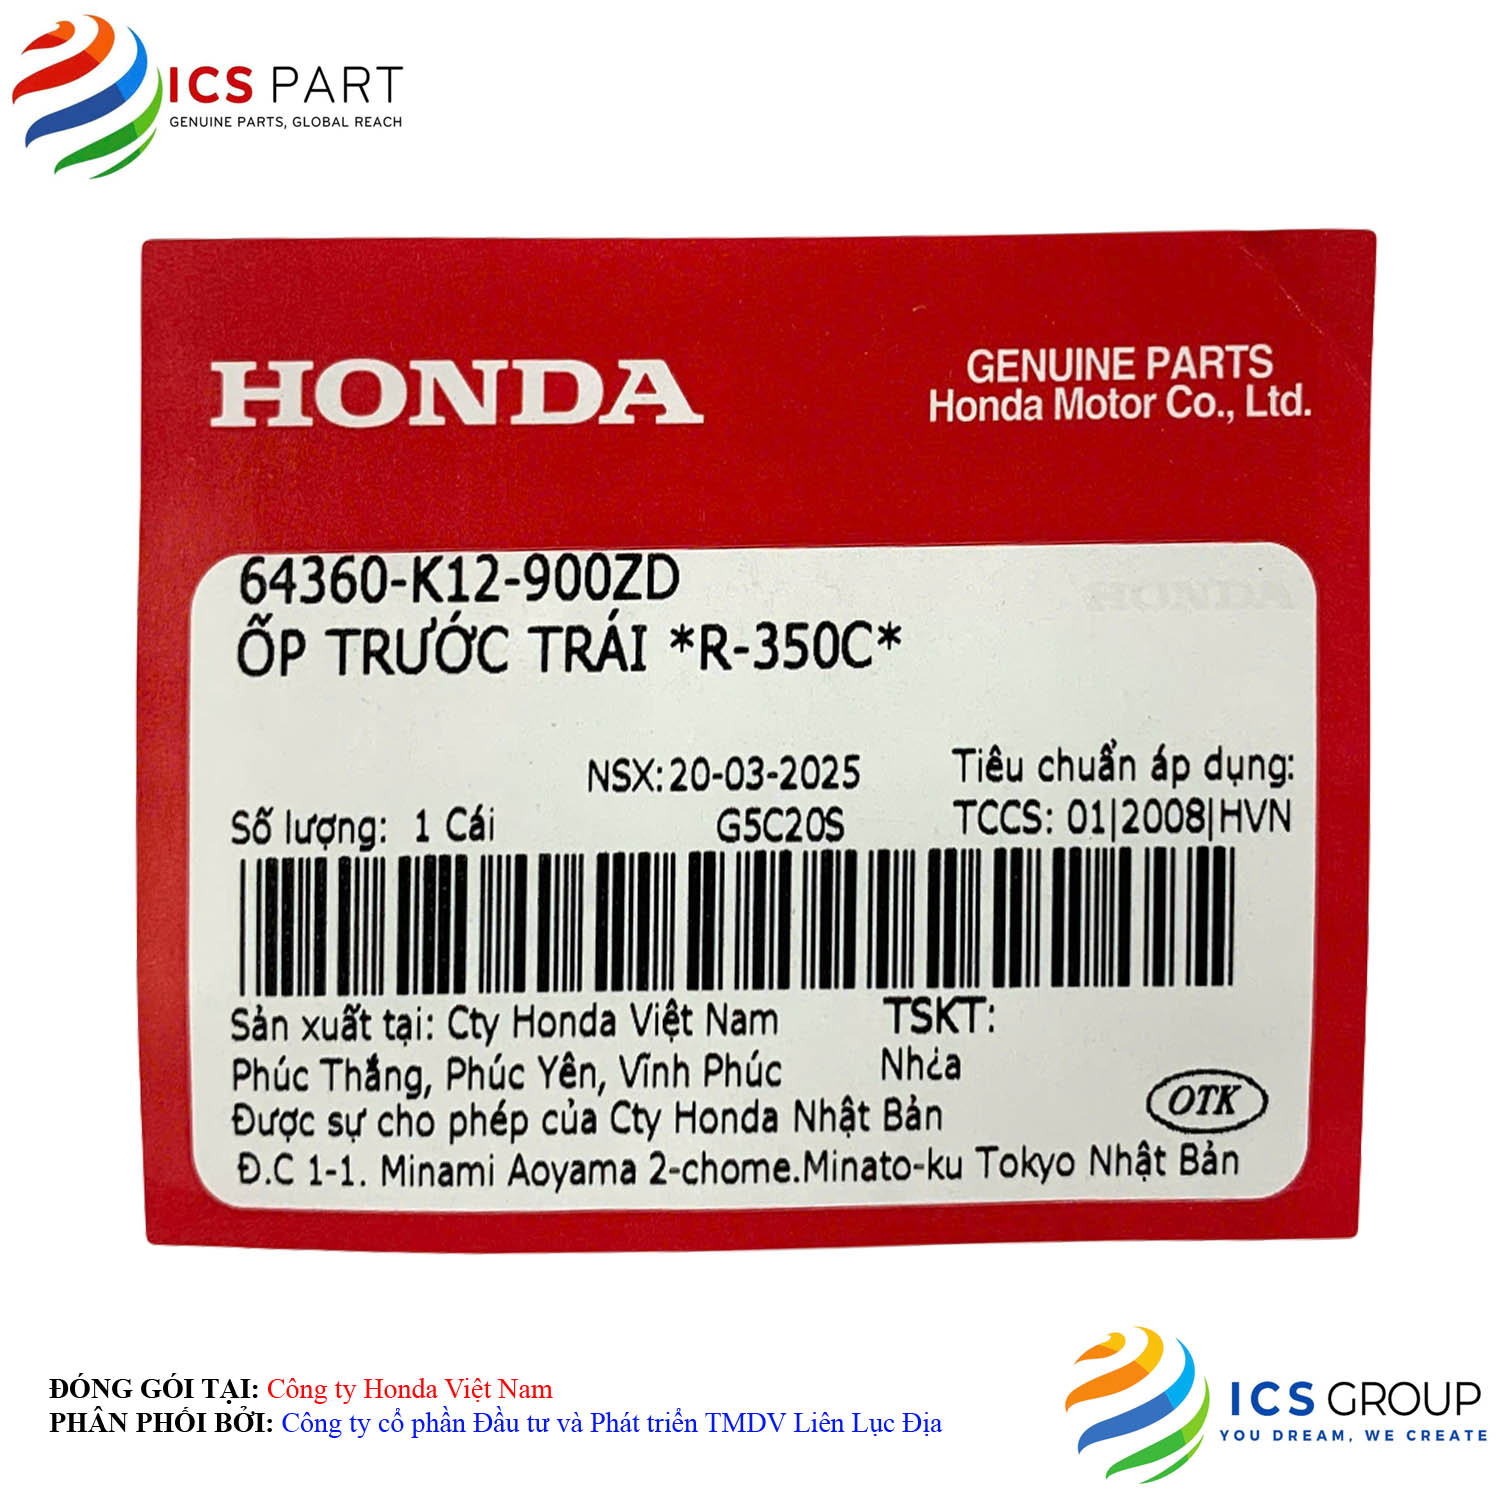 ICS PART
GENUINE PARTS, GLOBAL REACH
HONDA
GENUINE PARTS
Honda Motor Co., Ltd.
64360-K12-900ZD
HONDA
ỐP TRƯỚC TRÁI *R-350C*
NSX: 20-03-2025
Tiêu chuẩn áp dụng:
Số lượng: 1 Cái
G5C20S
TCCS: 01|2008|HVN
Sản xuất tại: Cty Honda Việt Nam
TSKT:
Phúc Thắng, Phúc Yên, Vĩnh Phúc
Nh¿a
Được sự cho phép của Cty Honda Nhật Bản
OTK
Đ.C 1-1. Minami Aoyama 2-chome.Minato-ku Tokyo Nhật Bản
ĐÓNG GÓI TẠI: Công ty Honda Việt Nam
PHÂN PHỐI BỞI: Công ty cổ phần Đầu tư và Phát triển TMDV Liên Lục Địa
ICS GROUP
YOU DREAM, WE CREATE